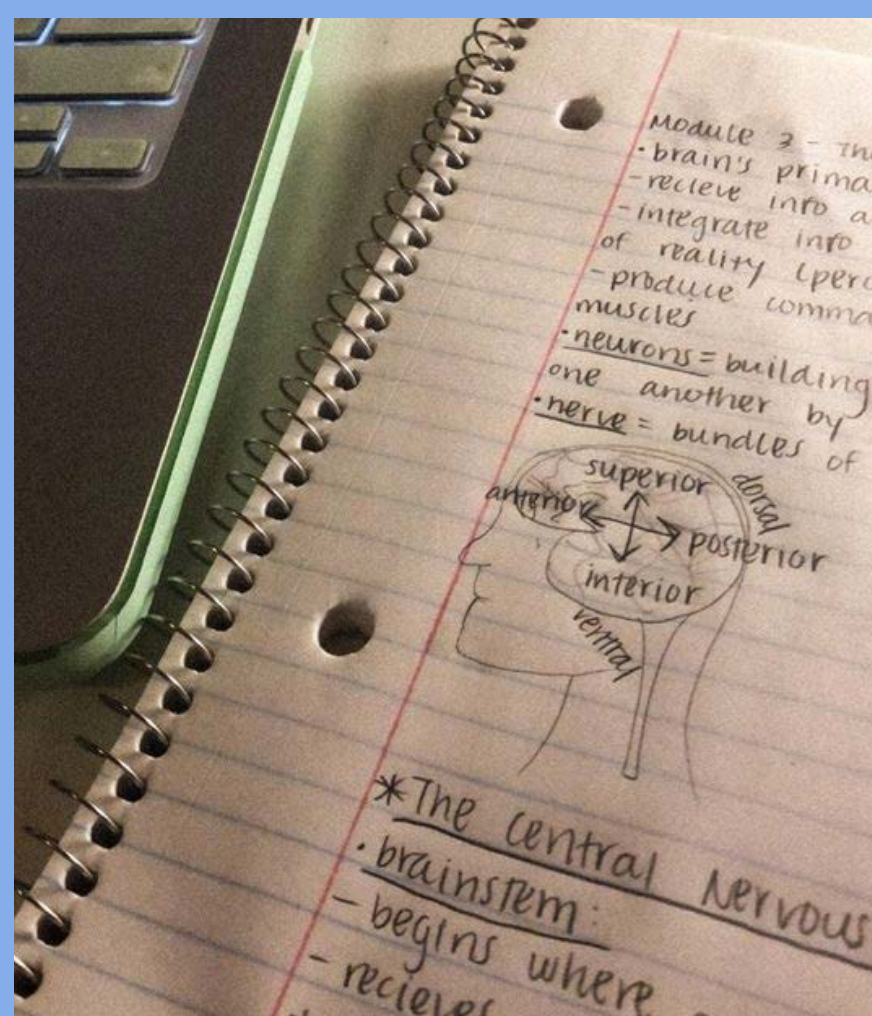 Module 3 - Th
• brain's prima
- recieve info a
- integrate info
of reality (perc
- produce comma
muscles
• neurons = building
one another by
• nerve = bundles of
superior
dorsal
anterior
posterior
interior
ventral
*The Central Nervous
• brainstem:
- begins where
- recieves